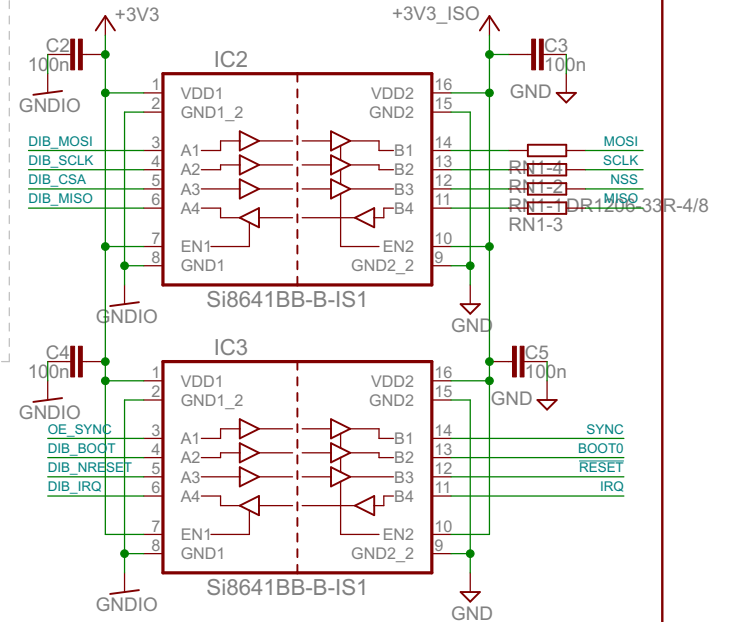 +3V3
+3V3_ISO
C2
100n
GNDIO
C3
100n
GND
IC2
1
VDD1
VDD2
16
2
GND1_2
GND2
15
DIB_MOSI
3
A1
B1
14
MOSI
DIB_SCLK
4
A2
B2
13
RN1-4
SCLK
DIB_CSA
5
A3
B3
12
RN1-2
NSS
DIB_MISO
6
A4
B4
11
RN1-1
DR1206-33R-4/8
MISO
RN1-3
7
EN1
EN2
10
8
GND1
GND2_2
9
Si8641BB-B-IS1
GNDIO
GND
C4
100n
GNDIO
C5
100n
GND
IC3
1
VDD1
VDD2
16
2
GND1_2
GND2
15
OE_SYNC
3
A1
B1
14
SYNC
DIB_BOOT
4
A2
B2
13
BOOT0
DIB_NRESET
5
A3
B3
12
RESET
DIB_IRQ
6
A4
B4
11
IRQ
7
EN1
EN2
10
8
GND1
GND2_2
9
Si8641BB-B-IS1
GNDIO
GND